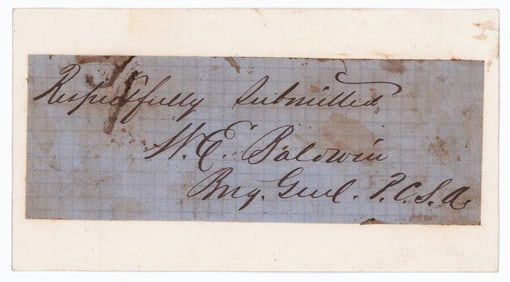 Respectfully Submitted
W. E. Baldwin
Brig. Genl. P.C.S.A.